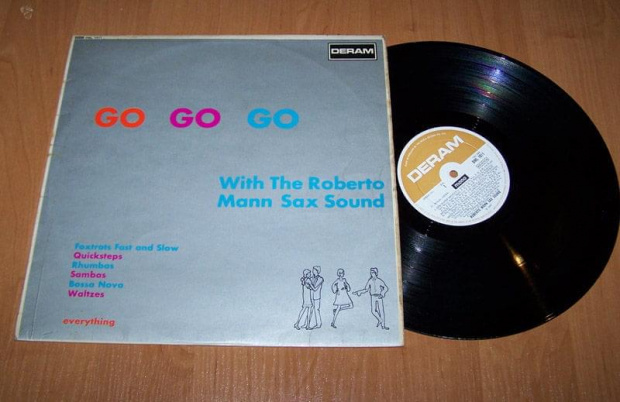 DERAM
GO GO GO
With The Roberto
Mann Sax Sound
Foxtrots Fast and Slow
Quicksteps
Rhumbas
Sambas
Bossa Nova
Waltzes
everything
DERAM